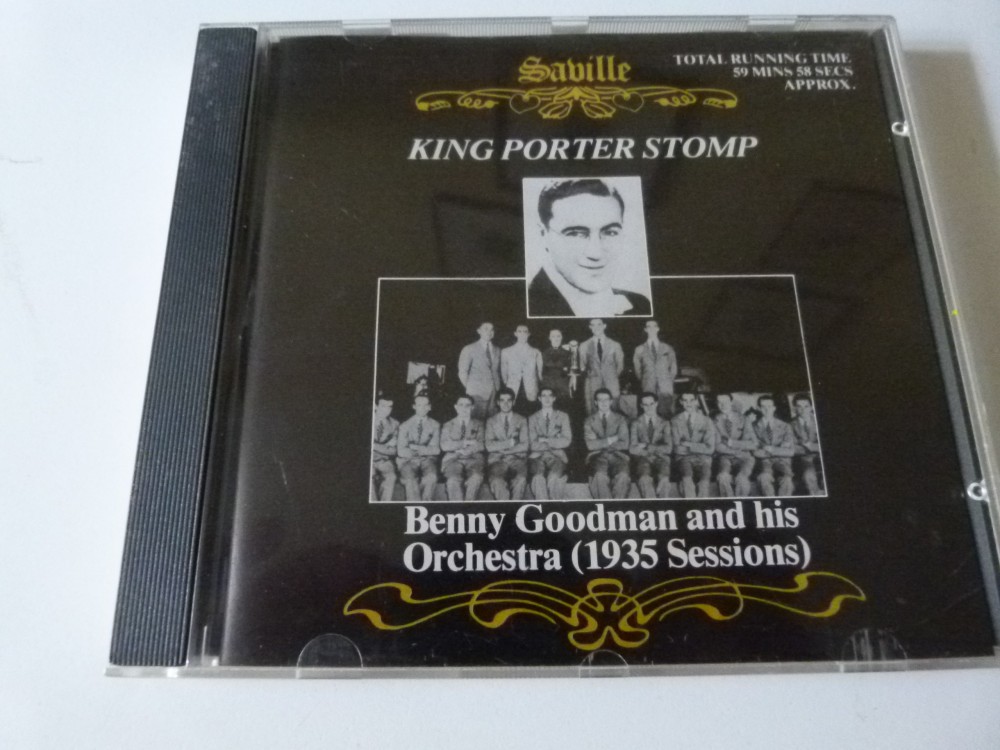 Saville
TOTAL RUNNING TIME
59 MINS 58 SECS
APPROX.
KING PORTER STOMP
Benny Goodman and his
Orchestra (1935 Sessions)